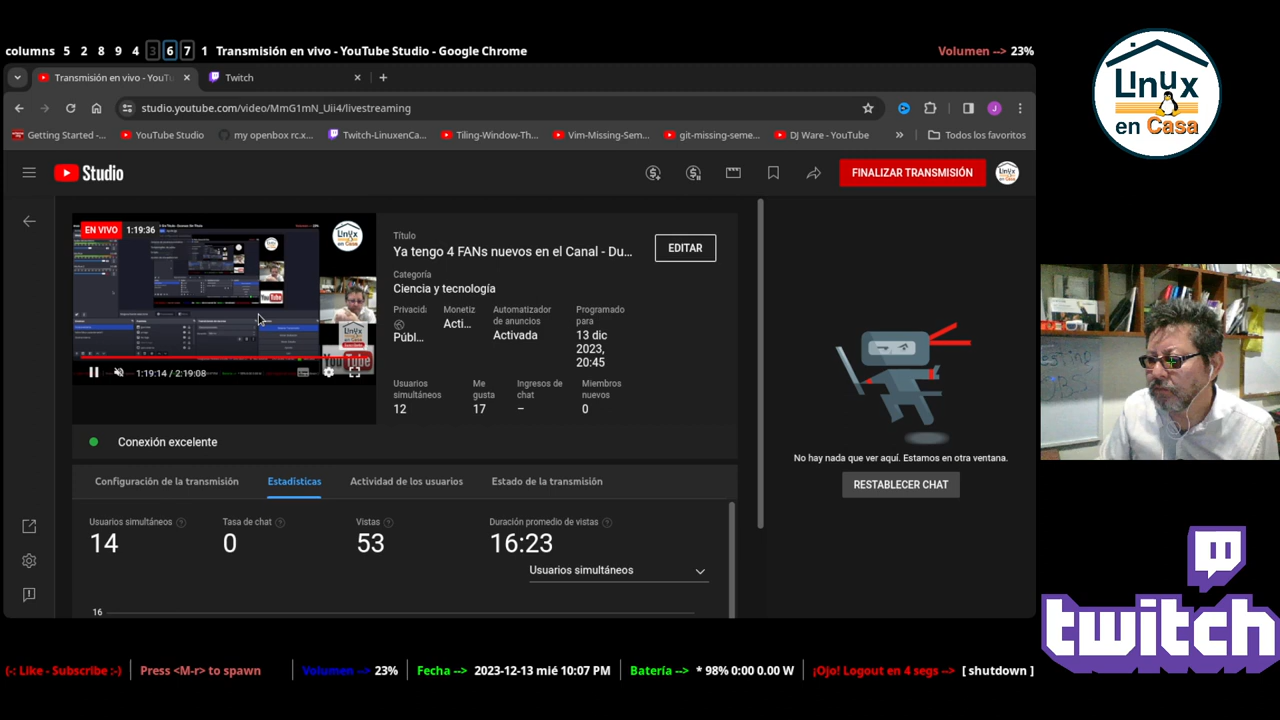 columns 5 2 8 9 4 3 6 7 1 Transmisión en vivo - YouTube Studio - Google Chrome
Volumen --> 23%
Transmisión en vivo - YouTu
Twitch
studio.youtube.com/video/MmG1mN_Uii4/livestreaming
Getting Started -...
YouTube Studio
my openbox rc.x...
Twitch-LinuxenCa...
Tiling-Window-Th...
Vim-Missing-Sem...
git-missing-seme...
DJ Ware - YouTube
»
Todos los favoritos
J
Studio
FINALIZAR TRANSMISIÓN
EN VIVO
1:19:36
1:19:14 / 2:19:08
Título
Ya tengo 4 FANs nuevos en el Canal - Du...
EDITAR
Categoría
Ciencia y tecnología
Privacid:
Públ...
Monetiz
Acti...
Automatizador
de anuncios
Activada
Programado
para
13 dic
2023,
20:45
Usuarios
simultáneos
12
Me
gusta
17
Ingresos de
chat
–
Miembros
nuevos
0
Conexión excelente
Configuración de la transmisión
Estadísticas
Actividad de los usuarios
Estado de la transmisión
Usuarios simultáneos
14
Tasa de chat
0
Vistas
53
Duración promedio de vistas
16:23
Usuarios simultáneos
16
No hay nada que ver aquí. Estamos en otra ventana.
RESTABLECER CHAT
Linux
en Casa
twitch
(-: Like - Subscribe :-)
Press <M-r> to spawn
Volumen --> 23%
Fecha --> 2023-12-13 mié 10:07 PM
Batería --> * 98% 0:00 0.00 W
¡Ojo! Logout en 4 segs --> [ shutdown ]